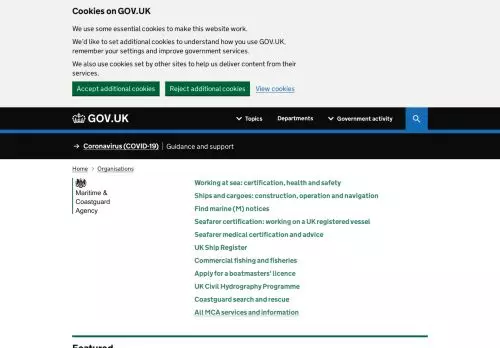 Cookies on GOV.UK
We use some essential cookies to make this website work.
We'd like to set additional cookies to understand how you use GOV.UK,
remember your settings and improve government services.
We also use cookies set by other sites to help us deliver content from their
services.
Accept additional cookies Reject additional cookies View cookies
GOV.UK Topics Departments Government activity
→ Coronavirus (COVID-19) Guidance and support
Home > Organisations
Maritime &
Coastguard
Agency
Working at sea: certification, health and safety
Ships and cargoes: construction, operation and navigation
Find marine (M) notices
Seafarer certification: working on a UK registered vessel
Seafarer medical certification and advice
UK Ship Register
Commercial fishing and fisheries
Apply for a boatmasters' licence
UK Civil Hydrography Programme
Coastguard search and rescue
All MCA services and information
Featured